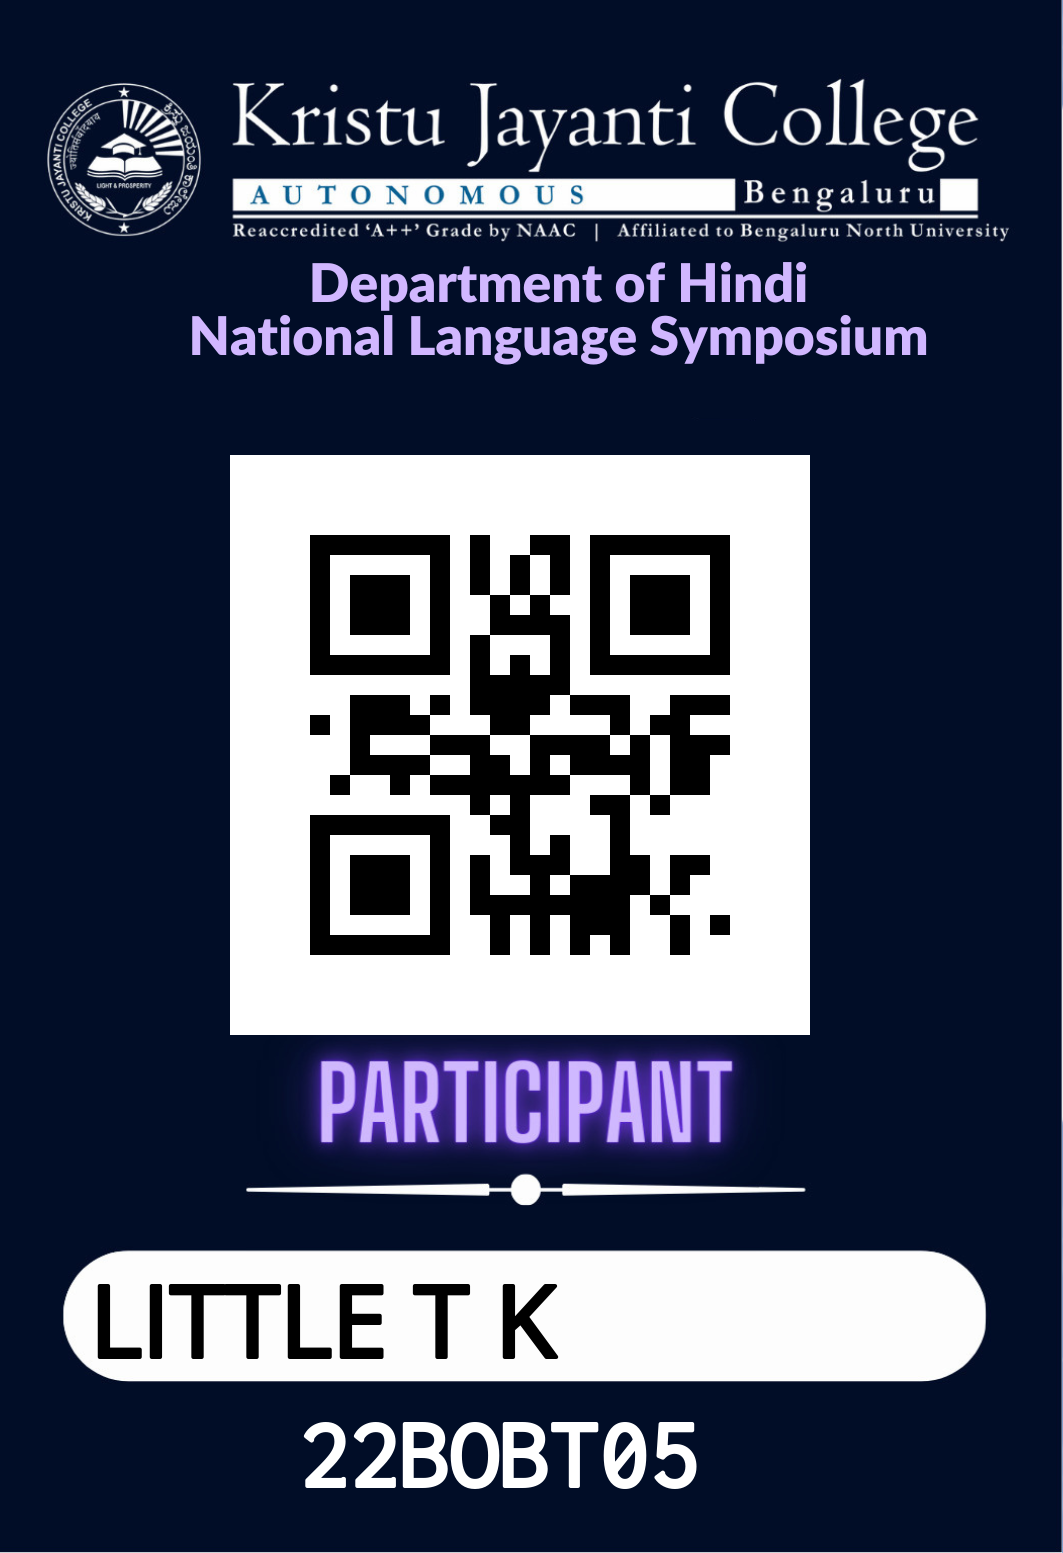 Kristu Jayanti College
AUTONOMOUS Bengaluru
Reaccredited ‘A++’ Grade by NAAC | Affiliated to Bengaluru North University
KRISTU JAYANTI COLLEGE
LIGHT & PROSPERITY
Department of Hindi
National Language Symposium
PARTICIPANT
LITTLE T K
22BOBT05